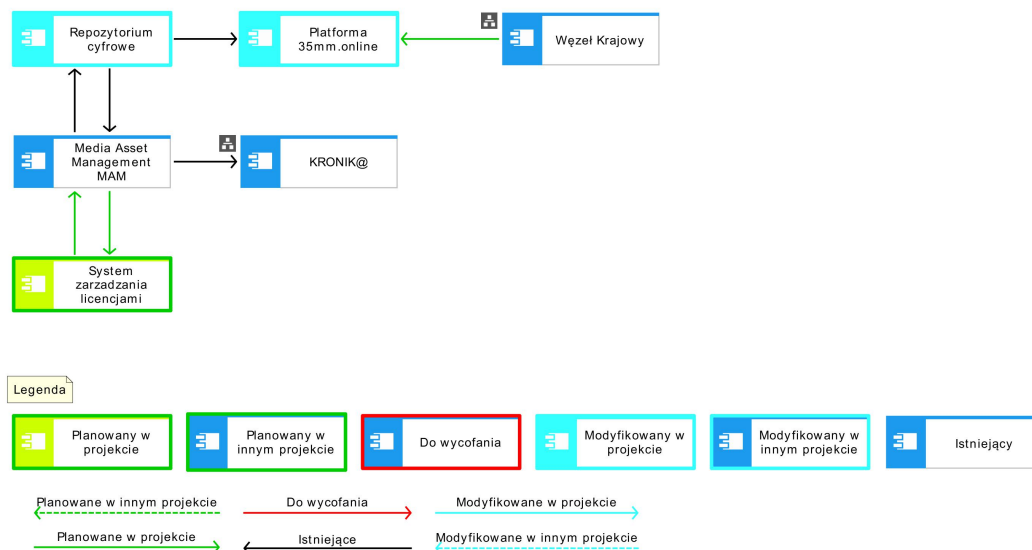 Repozytorium
cyfrowe
Platforma
35mm.online
Węzeł Krajowy
Media Asset
Management
MAM
KRONIK@
System
zarzadzania
licencjami
Legenda
Planowany w
projekcie
Planowany w
innym projekcie
Do wycofania
Modyfikowany w
projekcie
Modyfikowany w
innym projekcie
Istniejący
Planowane w innym projekcie
Do wycofania
Modyfikowane w projekcie
Planowane w projekcie
Istniejące
Modyfikowane w innym projekcie